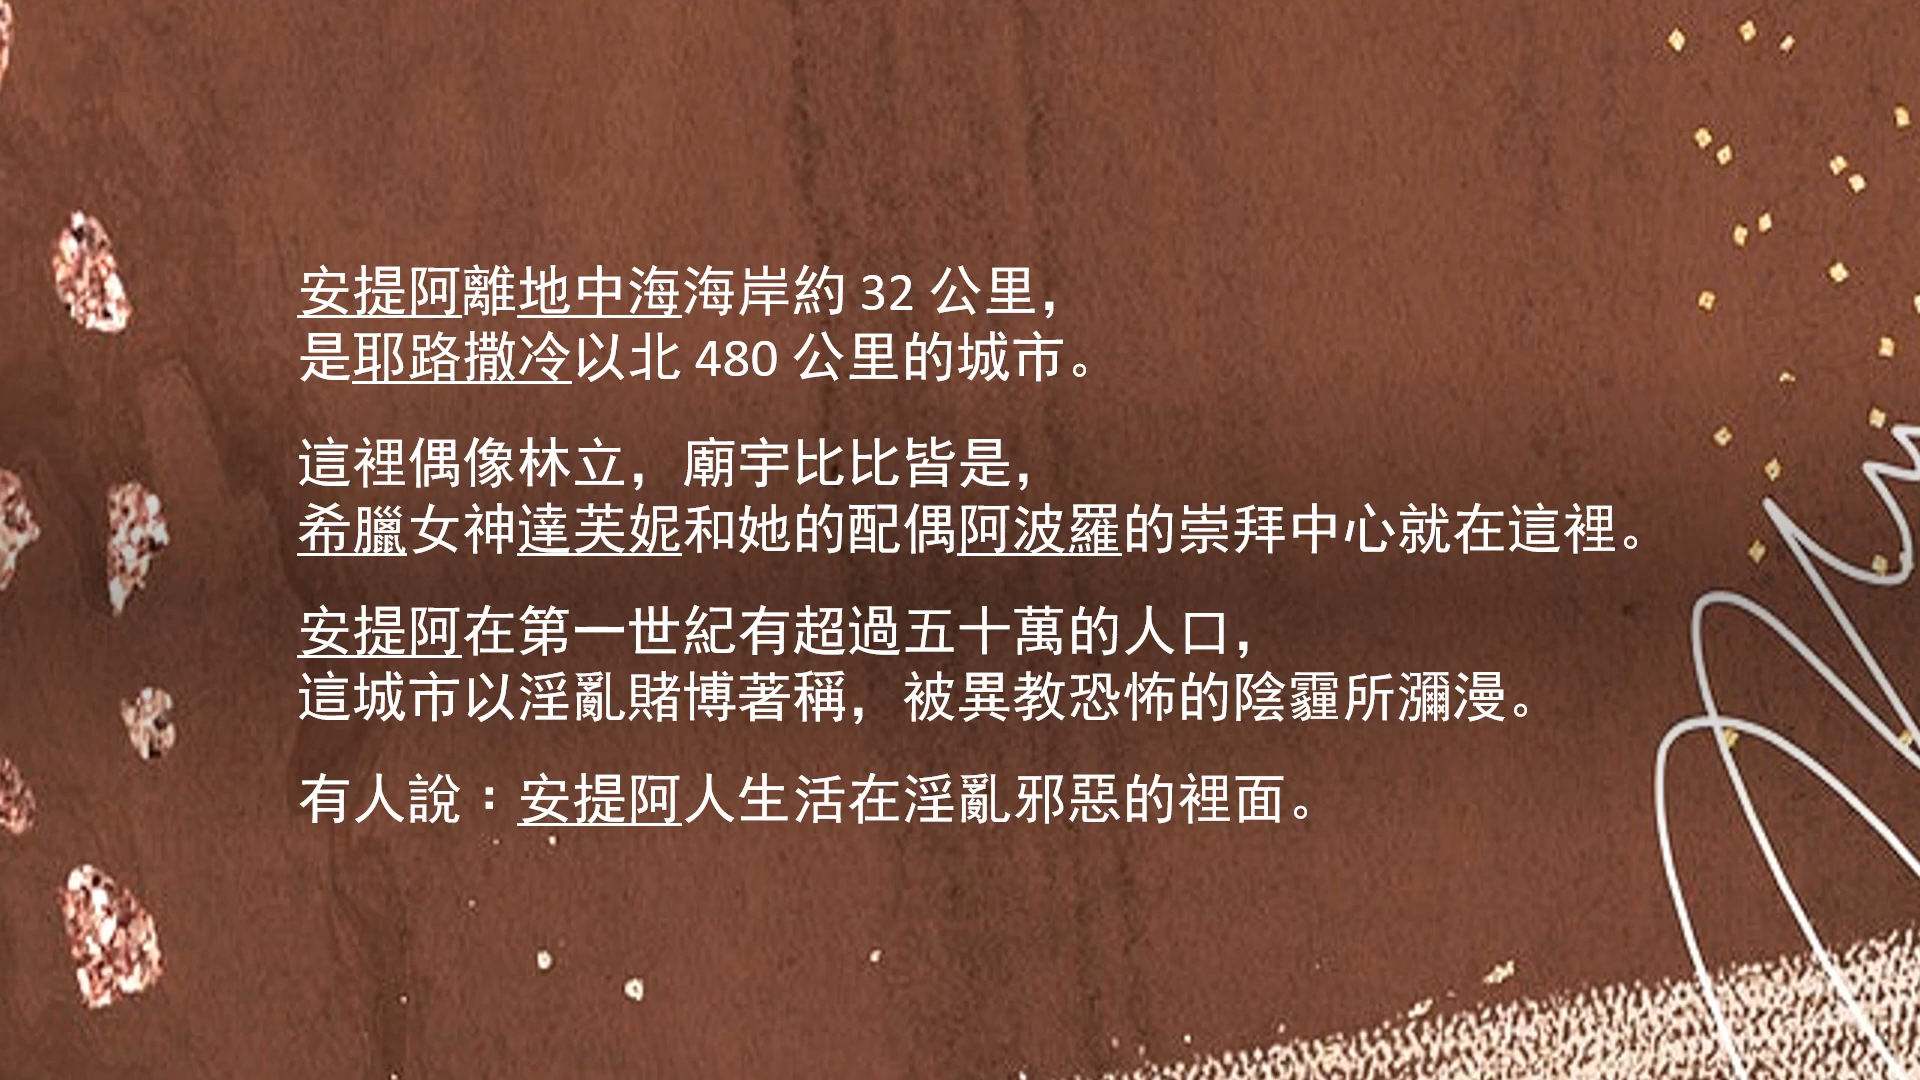 安提阿離地中海海岸約 32 公里，
是耶路撒冷以北 480 公里的城市。
這裡偶像林立，廟宇比比皆是，
希臘女神達芙妮和她的配偶阿波羅的崇拜中心就在這裡。
安提阿在第一世紀有超過五十萬的人口，
這城市以淫亂賭博著稱，被異教恐怖的陰霾所瀰漫。
有人說：安提阿人生活在淫亂邪惡的裡面。